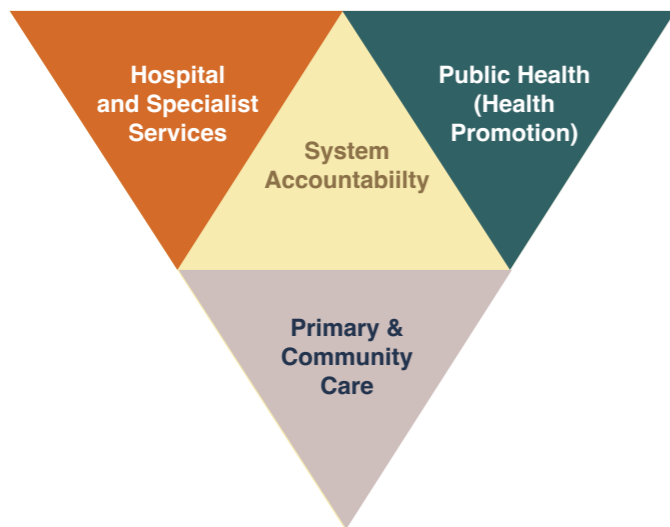 Hospital
and Specialist
Services
Public Health
(Health
Promotion)
System
Accountabiilty
Primary &
Community
Care